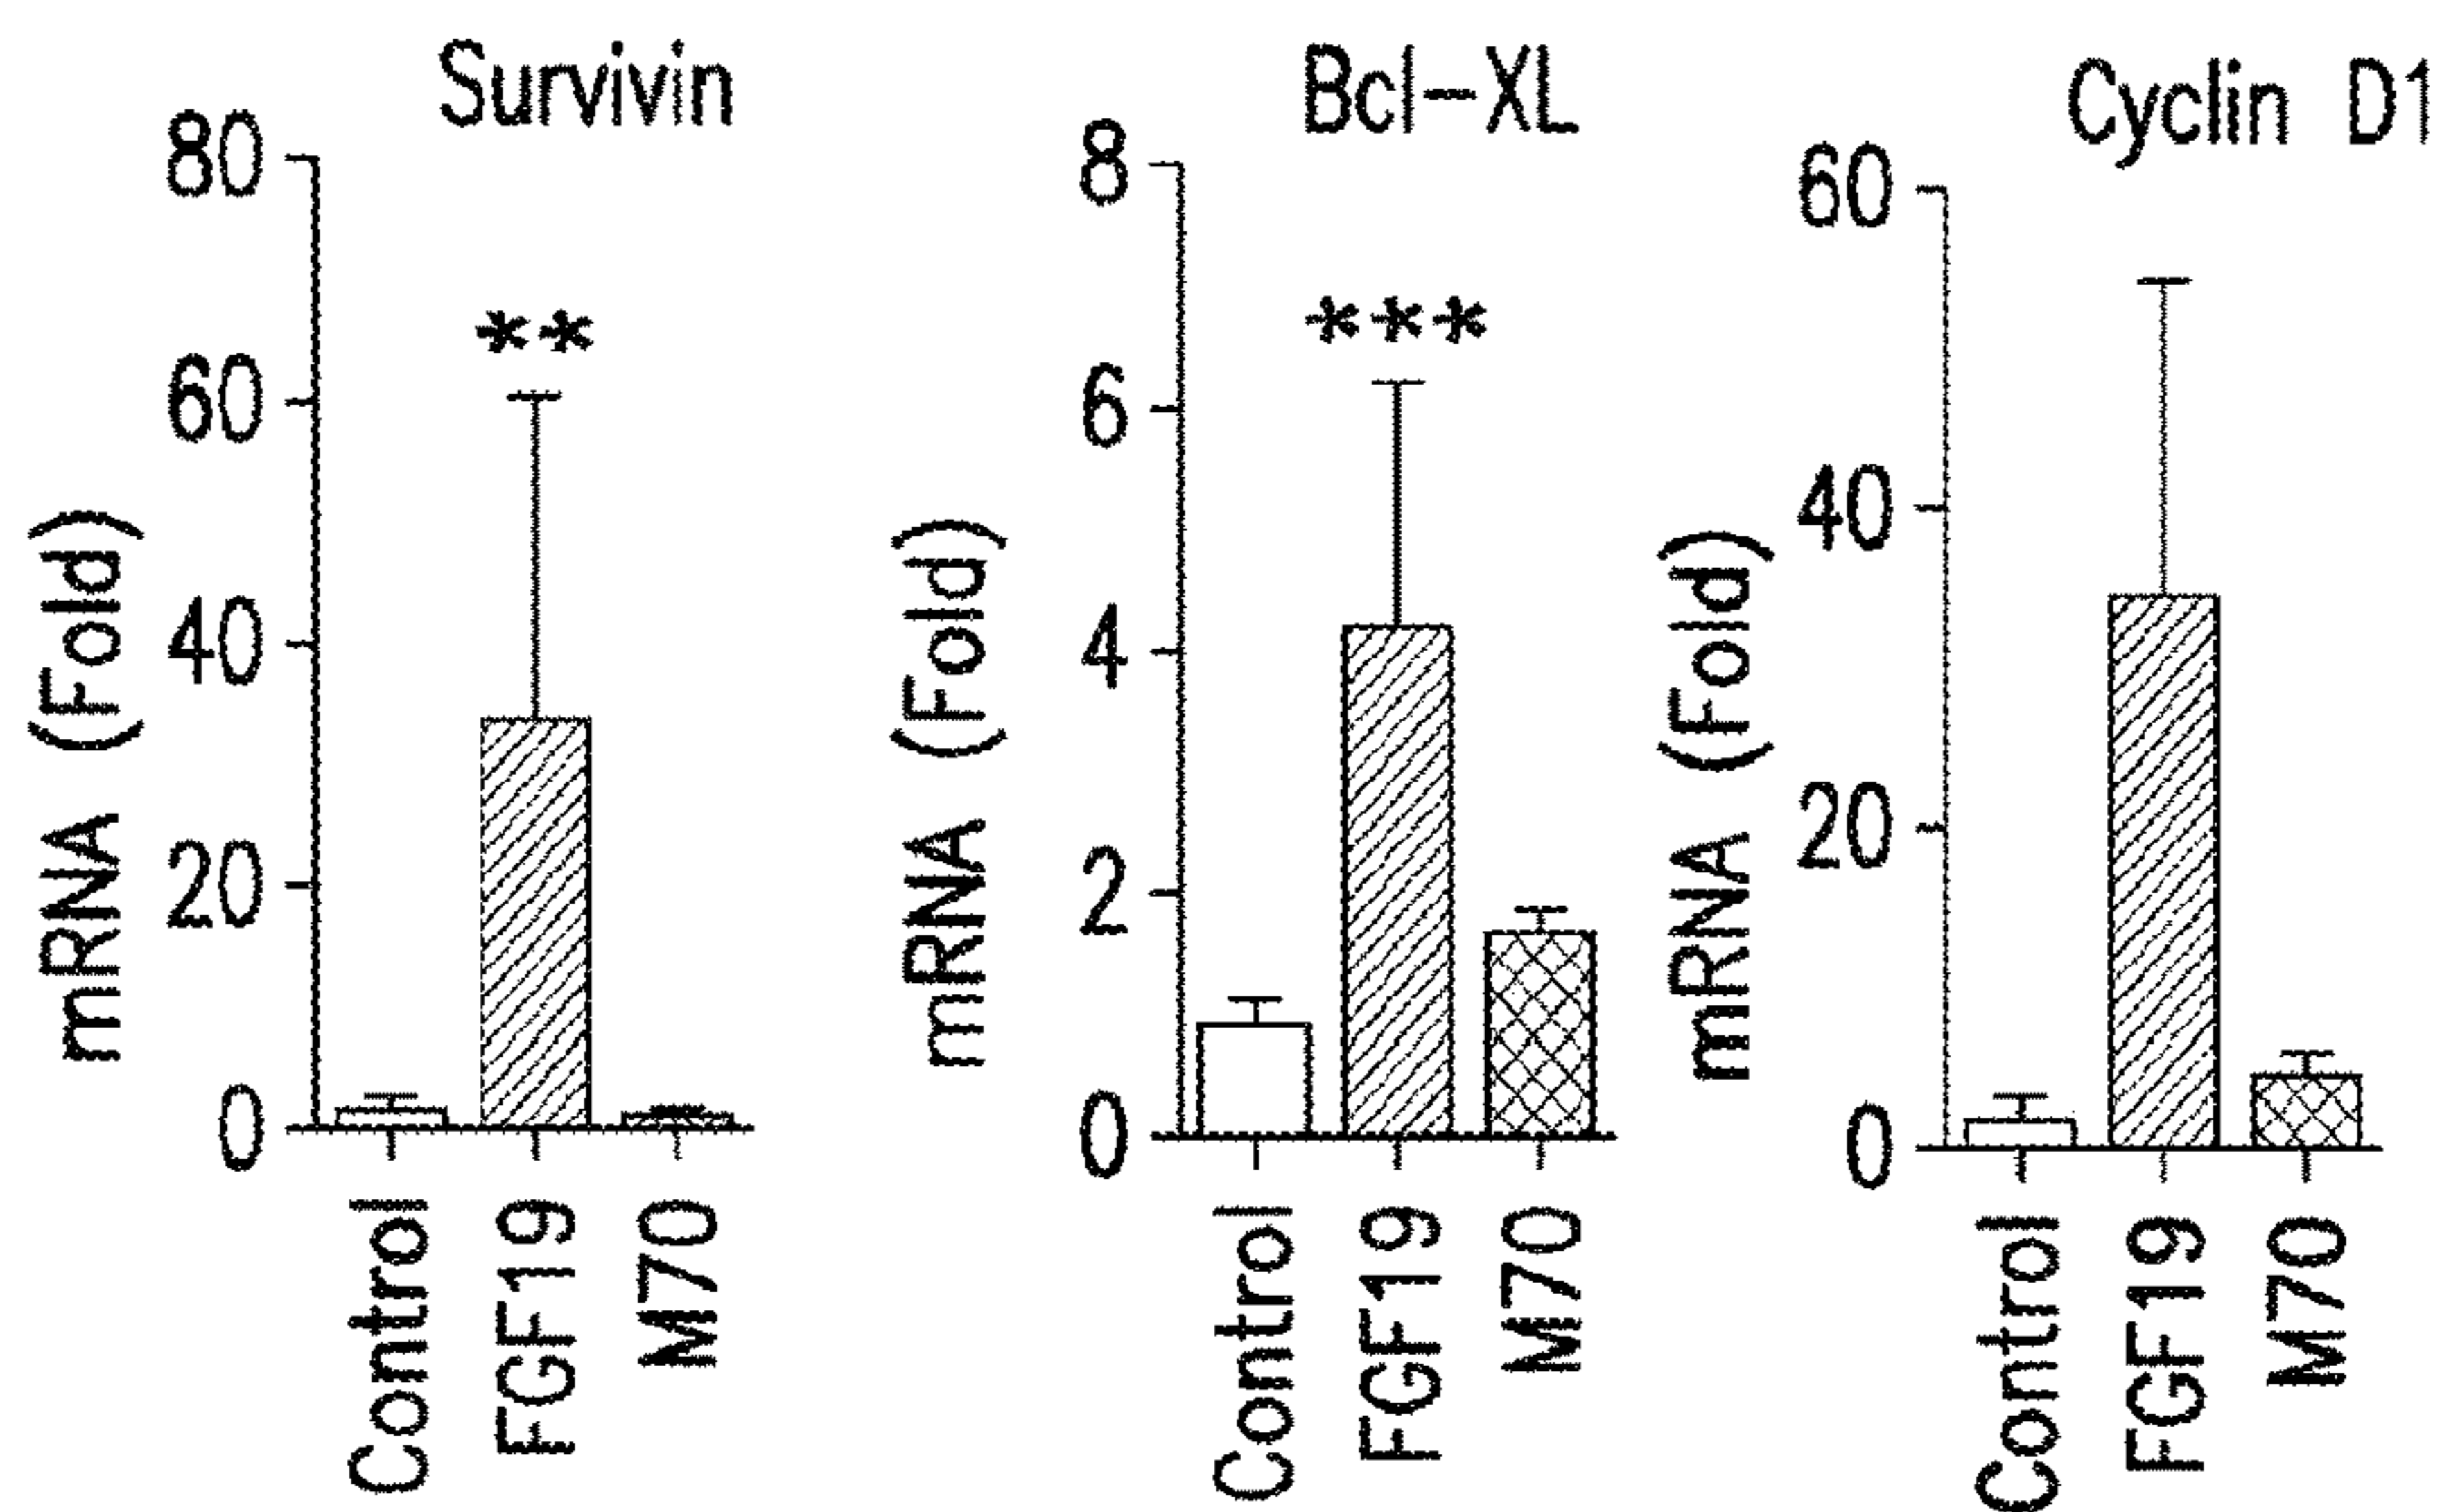 Survivin
80
60
40
20
0
mRNA (Fold)
**
Control
FGF19
M70
Bcl-XL
8
6
4
2
0
mRNA (Fold)
***
Control
FGF19
M70
Cyclin D1
60
40
20
0
mRNA (Fold)
Control
FGF19
M70